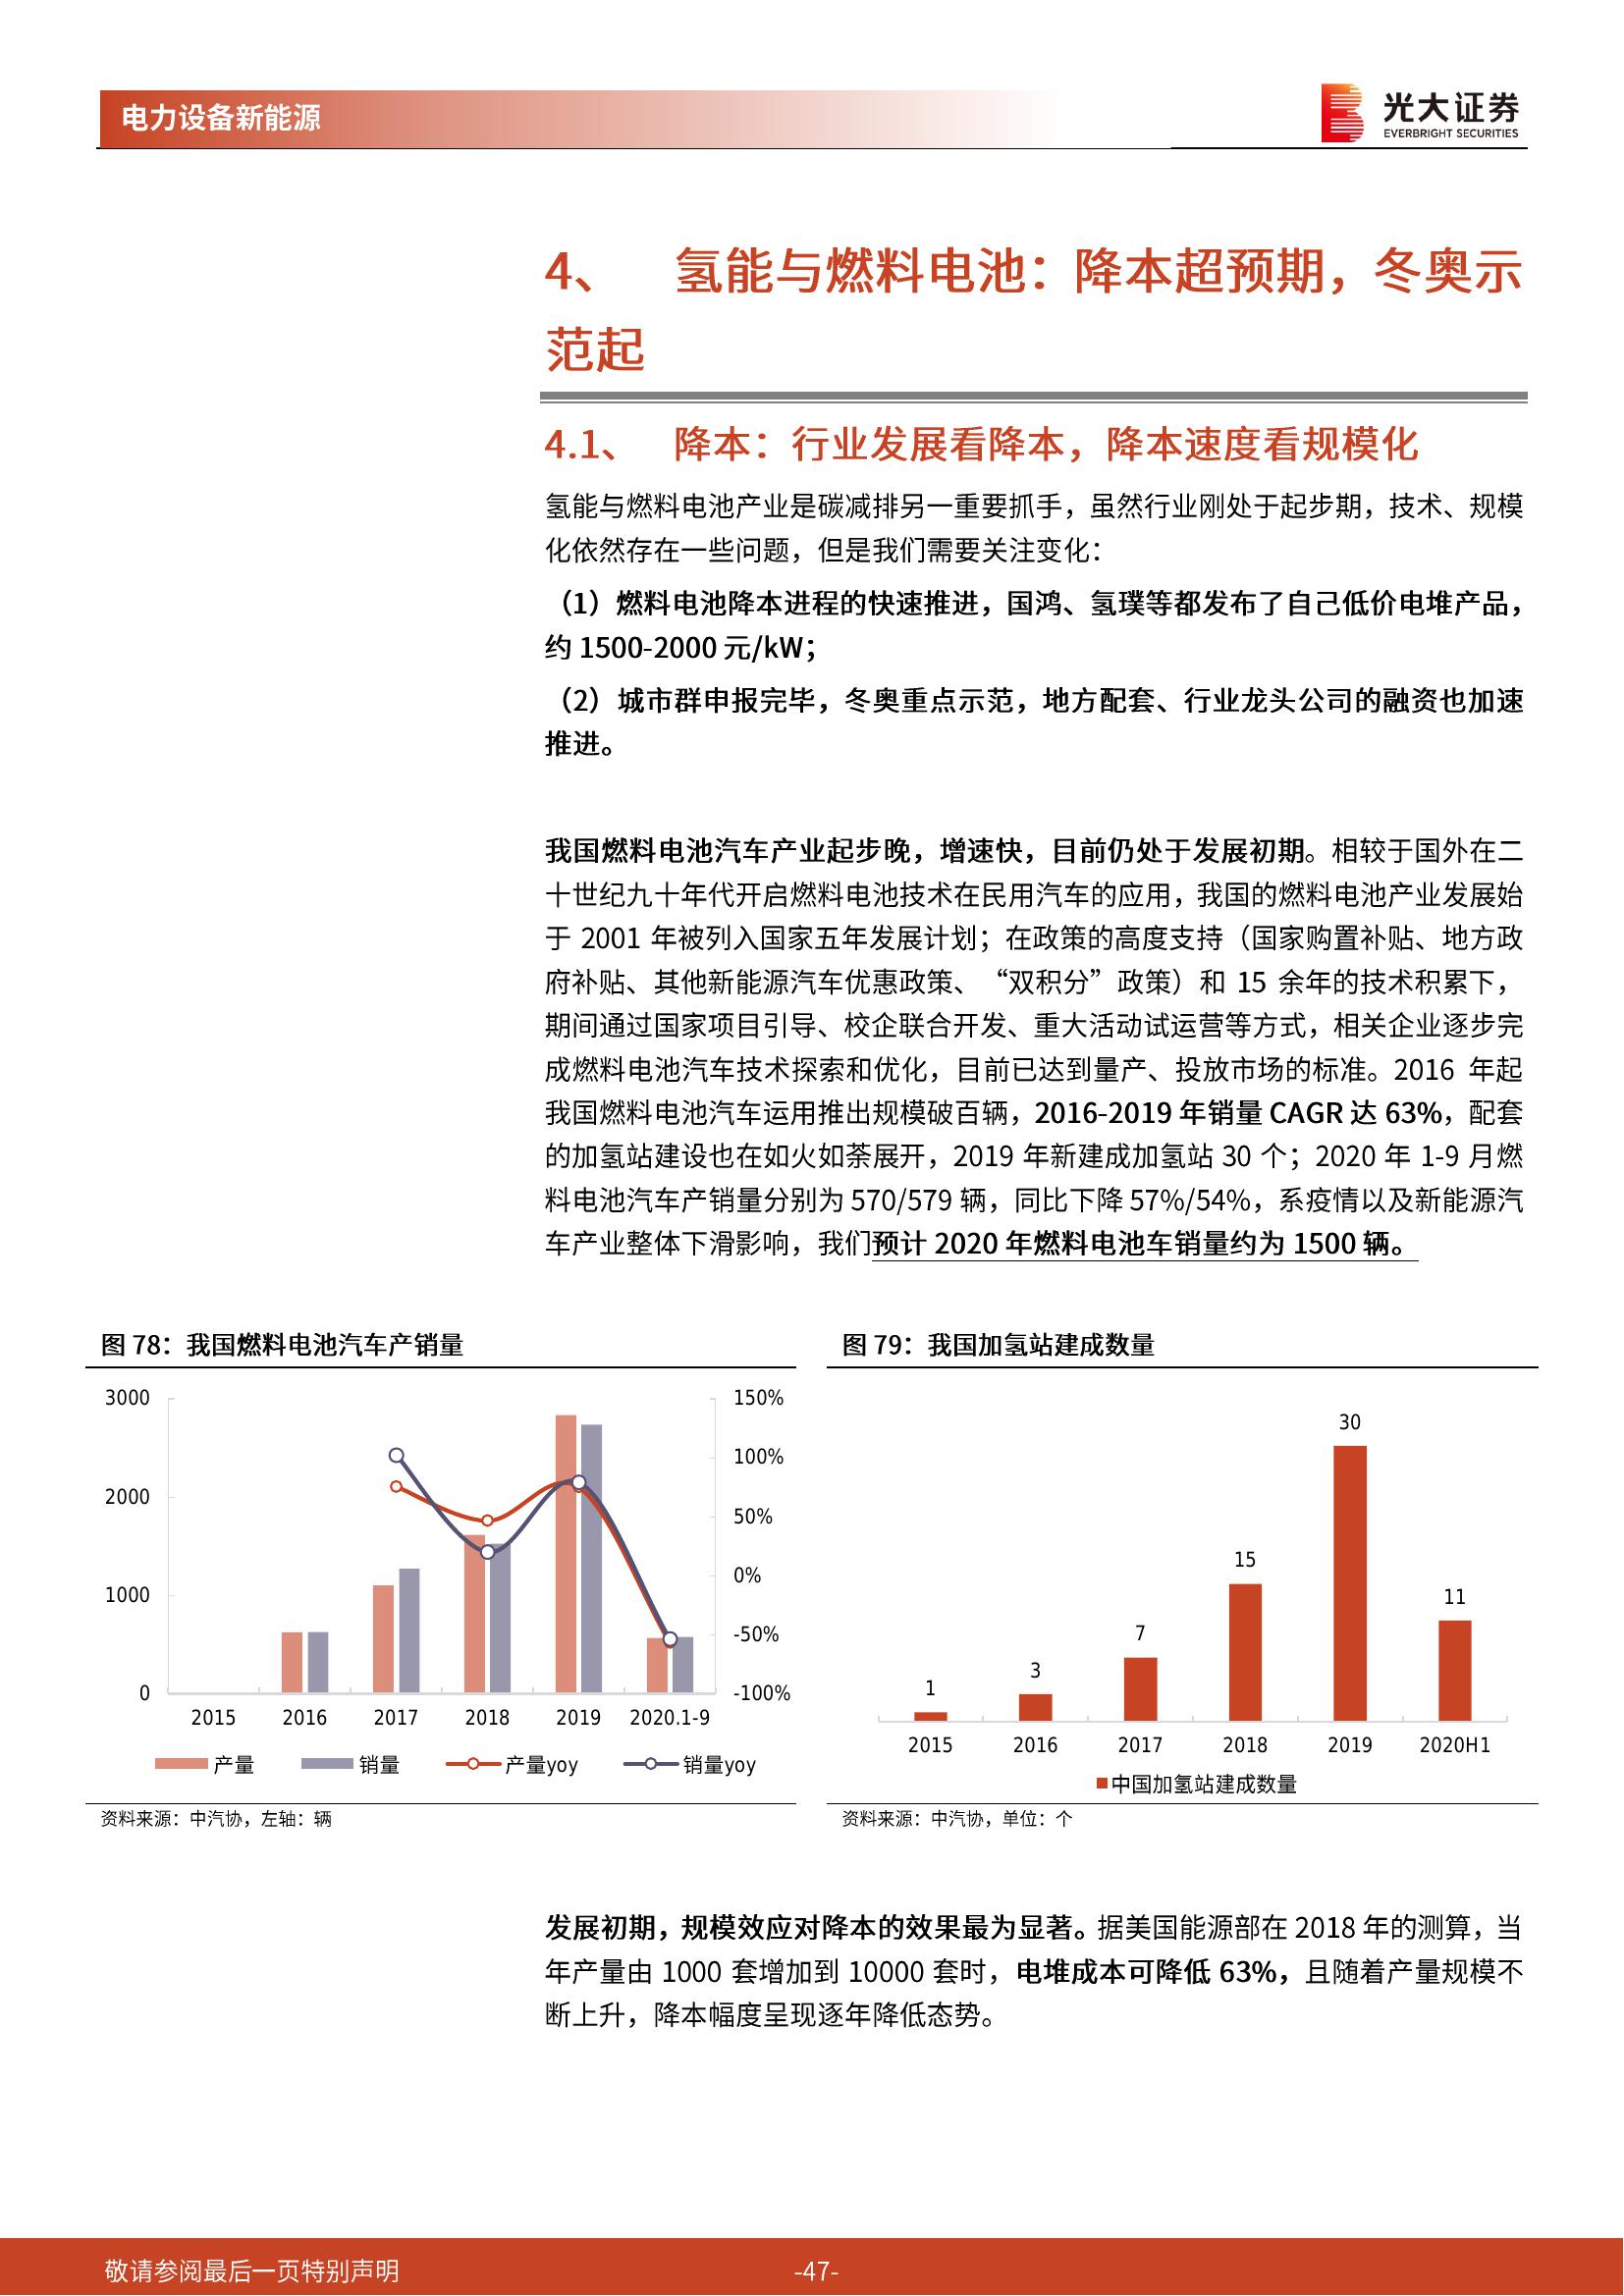 电力设备新能源
光大证券
EVERBRIGHT SECURITIES
4、 氢能与燃料电池：降本超预期，冬奥示
范起
4.1、 降本：行业发展看降本，降本速度看规模化
氢能与燃料电池产业是碳减排另一重要抓手，虽然行业刚处于起步期，技术、规模
化依然存在一些问题，但是我们需要关注变化：
（1）燃料电池降本进程的快速推进，国鸿、氢璞等都发布了自己低价电堆产品，
约 1500-2000 元/kW；
（2）城市群申报完毕，冬奥重点示范，地方配套、行业龙头公司的融资也加速
推进。
我国燃料电池汽车产业起步晚，增速快，目前仍处于发展初期。相较于国外在二
十世纪九十年代开启燃料电池技术在民用汽车的应用，我国的燃料电池产业发展始
于 2001 年被列入国家五年发展计划；在政策的高度支持（国家购置补贴、地方政
府补贴、其他新能源汽车优惠政策、“双积分”政策）和 15 余年的技术积累下，
期间通过国家项目引导、校企联合开发、重大活动试运营等方式，相关企业逐步完
成燃料电池汽车技术探索和优化，目前已达到量产、投放市场的标准。2016 年起
我国燃料电池汽车运用推出规模破百辆，2016-2019 年销量 CAGR 达 63%，配套
的加氢站建设也在如火如荼展开，2019 年新建成加氢站 30 个；2020 年 1-9 月燃
料电池汽车产销量分别为 570/579 辆，同比下降 57%/54%，系疫情以及新能源汽
车产业整体下滑影响，我们预计 2020 年燃料电池车销量约为 1500 辆。
图 78：我国燃料电池汽车产销量
3000
2000
1000
0
150%
100%
50%
0%
-50%
-100%
2015 2016 2017 2018 2019 2020.1-9
产量 销量 产量yoy 销量yoy
资料来源：中汽协，左轴：辆
图 79：我国加氢站建成数量
1 3 7 15 30 11
2015 2016 2017 2018 2019 2020H1
中国加氢站建成数量
资料来源：中汽协，单位：个
发展初期，规模效应对降本的效果最为显著。据美国能源部在 2018 年的测算，当
年产量由 1000 套增加到 10000 套时，电堆成本可降低 63%，且随着产量规模不
断上升，降本幅度呈现逐年降低态势。
敬请参阅最后一页特别声明
-47-